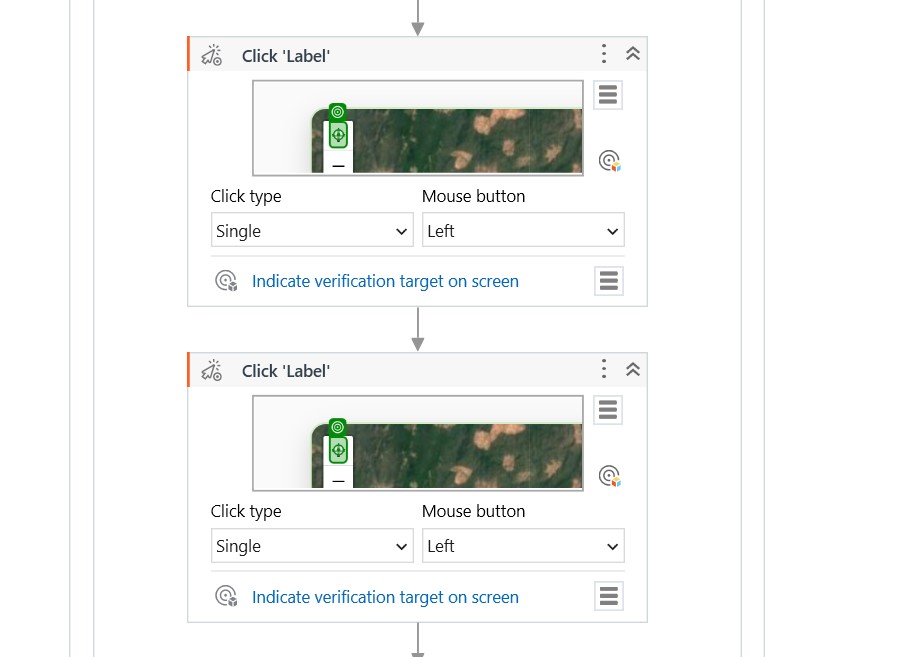 Click 'Label'
Click type
Mouse button
Single
Left
Indicate verification target on screen
Click 'Label'
Click type
Mouse button
Single
Left
Indicate verification target on screen